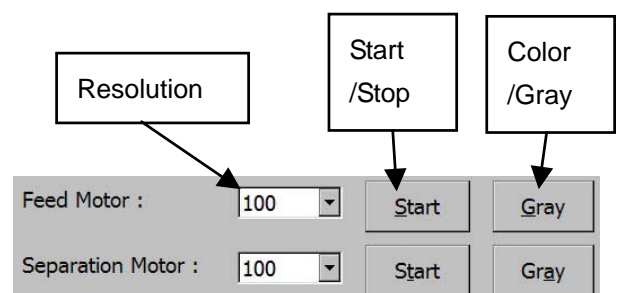 Resolution
Start
/Stop
Color
/Gray
Feed Motor : 100 Start Gray
Separation Motor : 100 Start Gray